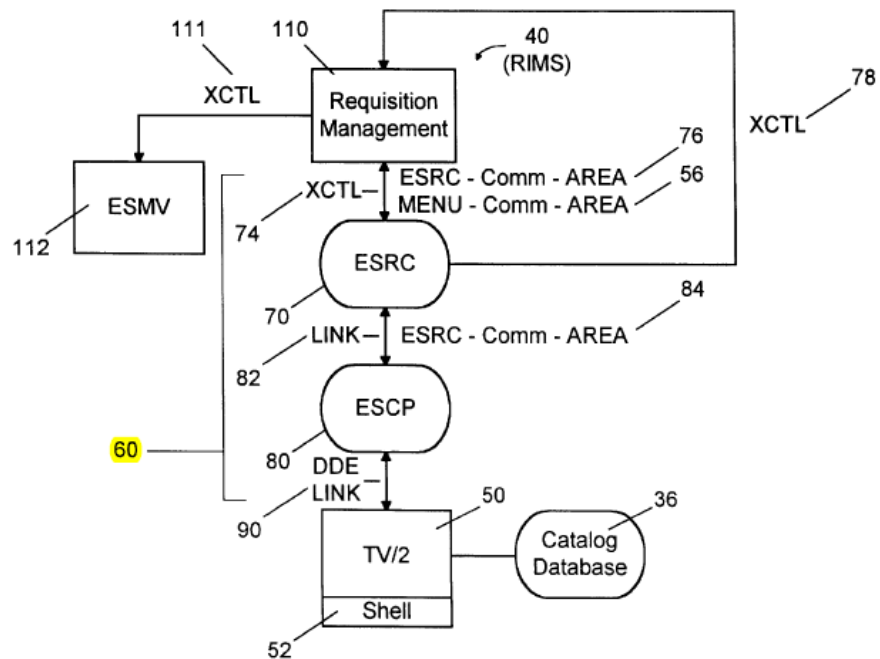 111
110
40
(RIMS)
78
XCTL
XCTL
Requisition
Management
76
ESRC - Comm - AREA
56
XCTL
MENU - Comm - AREA
ESMV
74
112
ESRC
84
70
LINK
ESRC - Comm - AREA
82
ESCP
60
80
DDE
LINK
50
36
90
TV/2
Catalog
Database
Shell
52